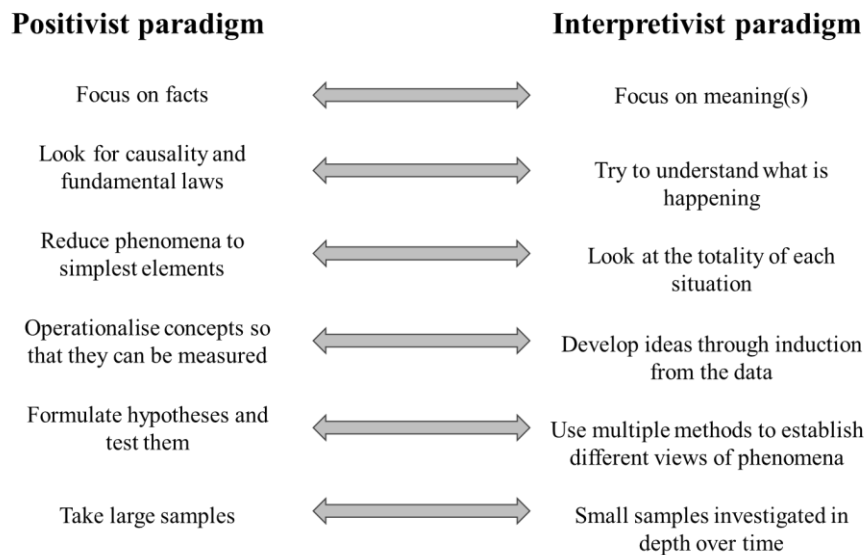 Positivist paradigm
Interpretivist paradigm
Focus on facts
Focus on meaning(s)
Look for causality and
fundamental laws
Try to understand what is
happening
Reduce phenomena to
simplest elements
Look at the totality of each
situation
Operationalise concepts so
that they can be measured
Develop ideas through induction
from the data
Formulate hypotheses and
test them
Use multiple methods to establish
different views of phenomena
Take large samples
Small samples investigated in
depth over time